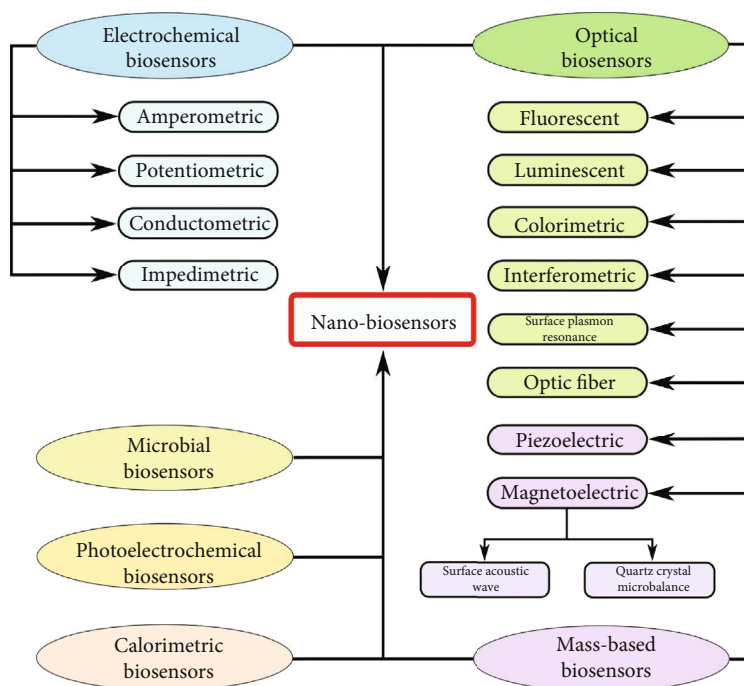 Electrochemical
biosensors
Optical
biosensors
Amperometric
Potentiometric
Conductometric
Impedimetric
Fluorescent
Luminescent
Colorimetric
Interferometric
Surface plasmon
resonance
Optic fiber
Piezoelectric
Magnetoelectric
Surface acoustic
wave
Quartz crystal
microbalance
Nano-biosensors
Microbial
biosensors
Photoelectrochemical
biosensors
Calorimetric
biosensors
Mass-based
biosensors